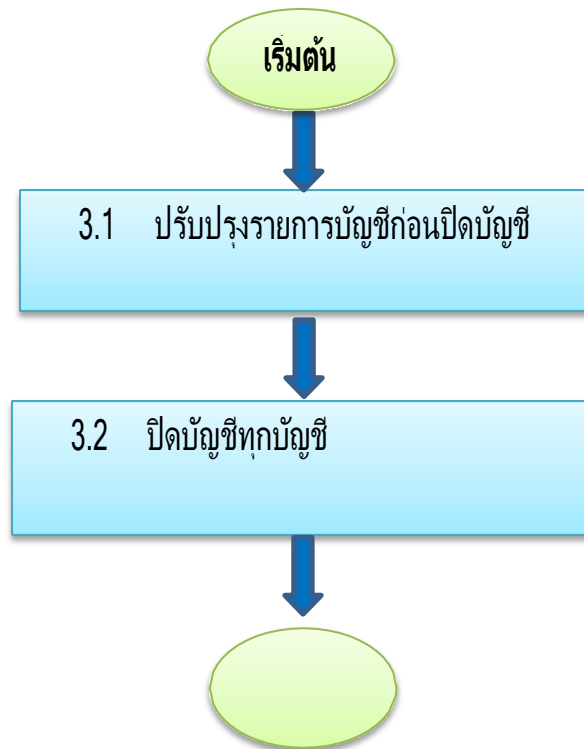 เริ่มต้น
3.1 ปรับปรุงรายการบัญชีก่อนปิดบัญชี
3.2 ปิดบัญชีทุกบัญชี